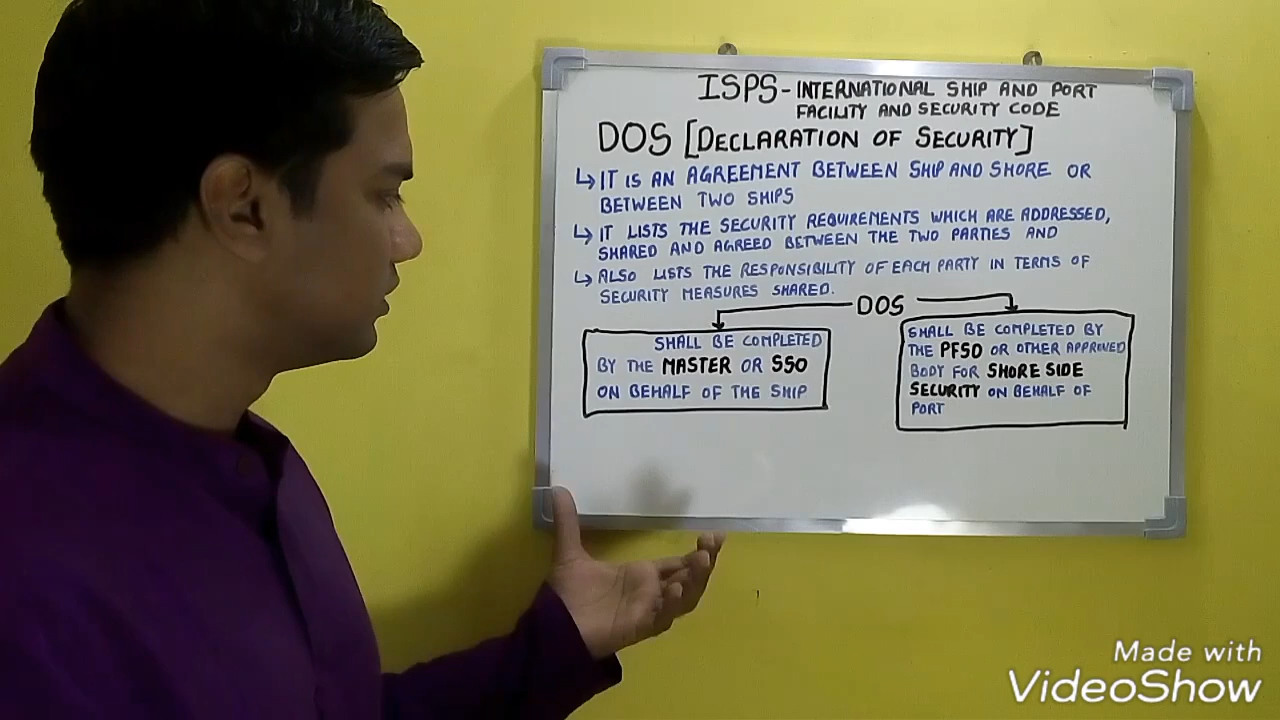 ISPS - INTERNATIONAL SHIP AND PORT
FACILITY AND SECURITY CODE
DOS [DECLARATION OF SECURITY]
↳ IT IS AN AGREEMENT BETWEEN SHIP AND SHORE OR
BETWEEN TWO SHIPS
↳ IT LISTS THE SECURITY REQUIREMENTS WHICH ARE ADDRESSED,
SHARED AND AGREED BETWEEN THE TWO PARTIES AND
↳ ALSO LISTS THE RESPONSIBILITY OF EACH PARTY IN TERMS OF
SECURITY MEASURES SHARED.
DOS
SHALL BE COMPLETED
BY THE MASTER OR SSO
ON BEHALF OF THE SHIP
SHALL BE COMPLETED BY
THE PFSO OR OTHER APPROVED
BODY FOR SHORE SIDE
SECURITY ON BEHALF OF
PORT
Made with
VideoShow